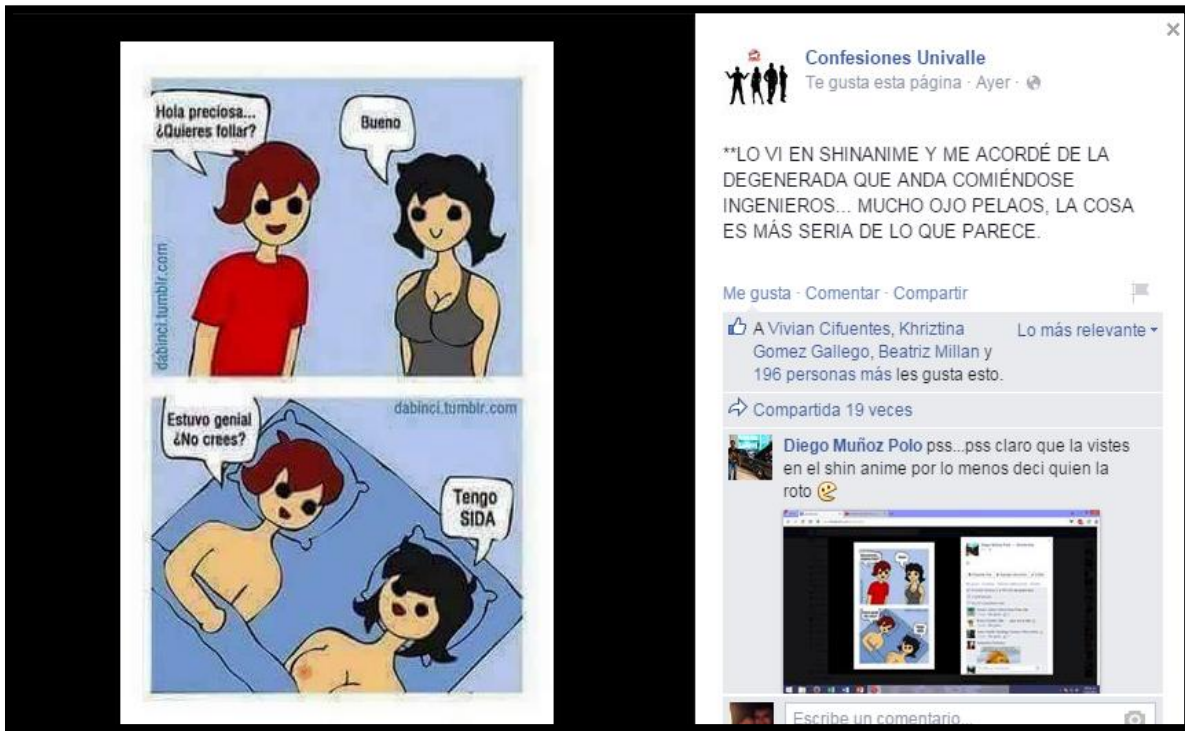 Hola preciosa...
¿Quieres follar?
Bueno
dabinci.tumblr.com
dabinci.tumblr.com
Estuvo genial
¿No crees?
Tengo
SIDA
Confesiones Univalle
Te gusta esta página · Ayer ·
**LO VI EN SHINANIME Y ME ACORDÉ DE LA
DEGENERADA QUE ANDA COMIÉNDOSE
INGENIEROS... MUCHO OJO PELAOS, LA COSA
ES MÁS SERIA DE LO QUE PARECE.
Me gusta · Comentar · Compartir
A Vivian Cifuentes, Khriztina
Gomez Gallego, Beatriz Millan y
196 personas más les gusta esto.
Lo más relevante
Compartida 19 veces
Diego Muñoz Polo pss...pss claro que la vistes
en el shin anime por lo menos deci quien la
roto
Escribe un comentario...